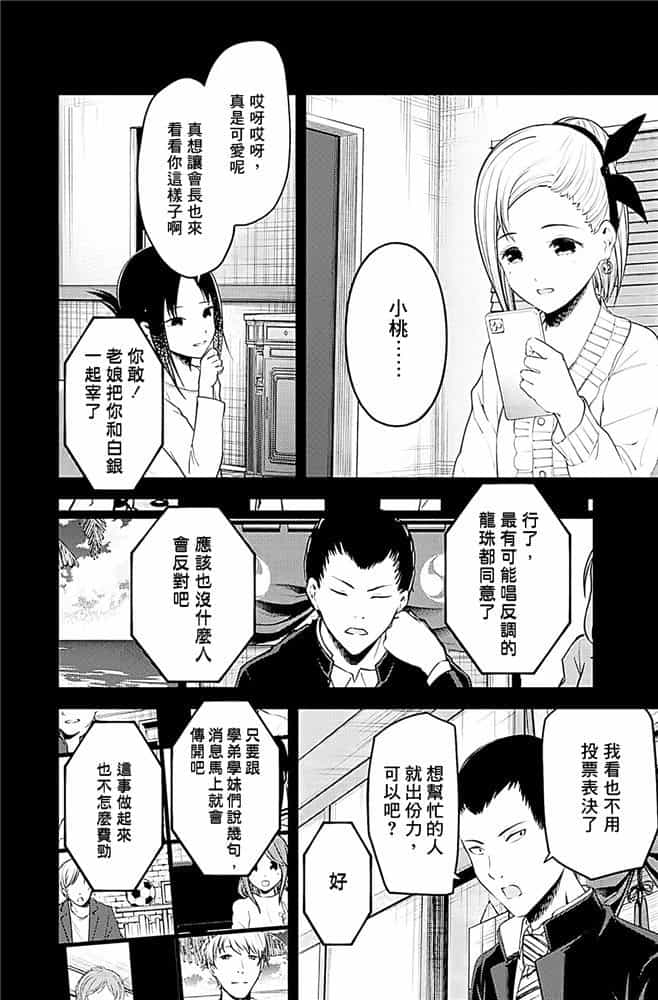 小桃……
哎呀哎呀，
真是可愛呢
真想讓會長也來
看看你這樣子啊
你敢！
老娘把你和白銀
一起宰了
行了，
最有可能唱反調的
龍珠都同意了
應該也沒什麼人
會反對吧
我看也不用
投票表決了
想幫忙的人
就出份力，
可以吧？
好
只要跟
學弟學妹們說幾句，
消息馬上就會
傳開吧
這事做起來
也不怎麼費勁